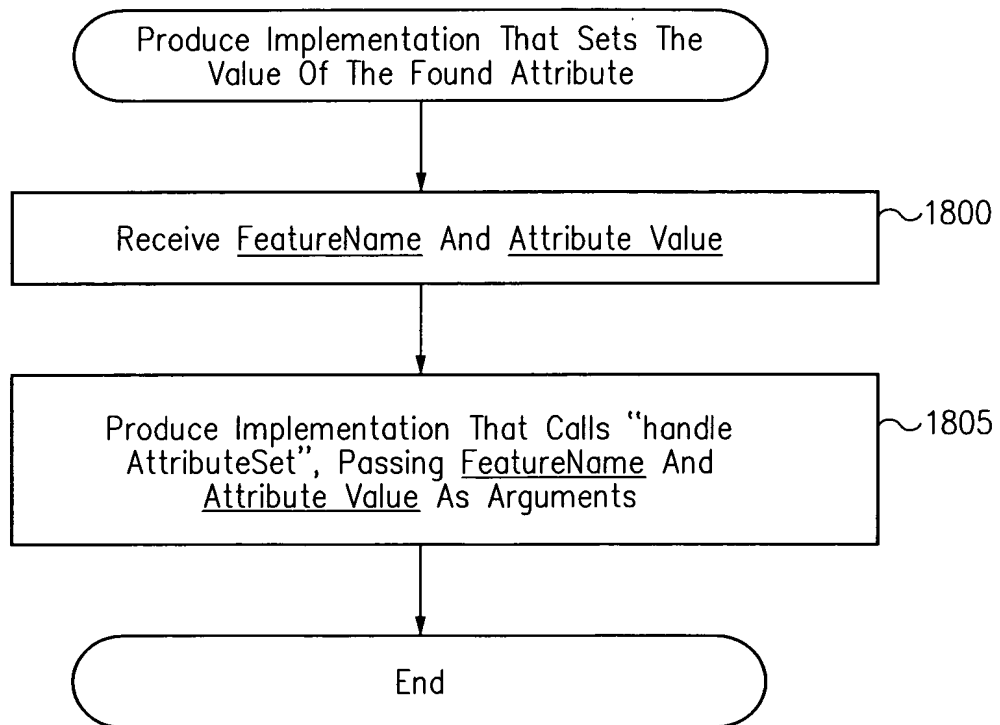 Produce Implementation That Sets The
Value Of The Found Attribute
Receive FeatureName And Attribute Value
1800
Produce Implementation That Calls “handle
AttributeSet”, Passing FeatureName And
Attribute Value As Arguments
1805
End